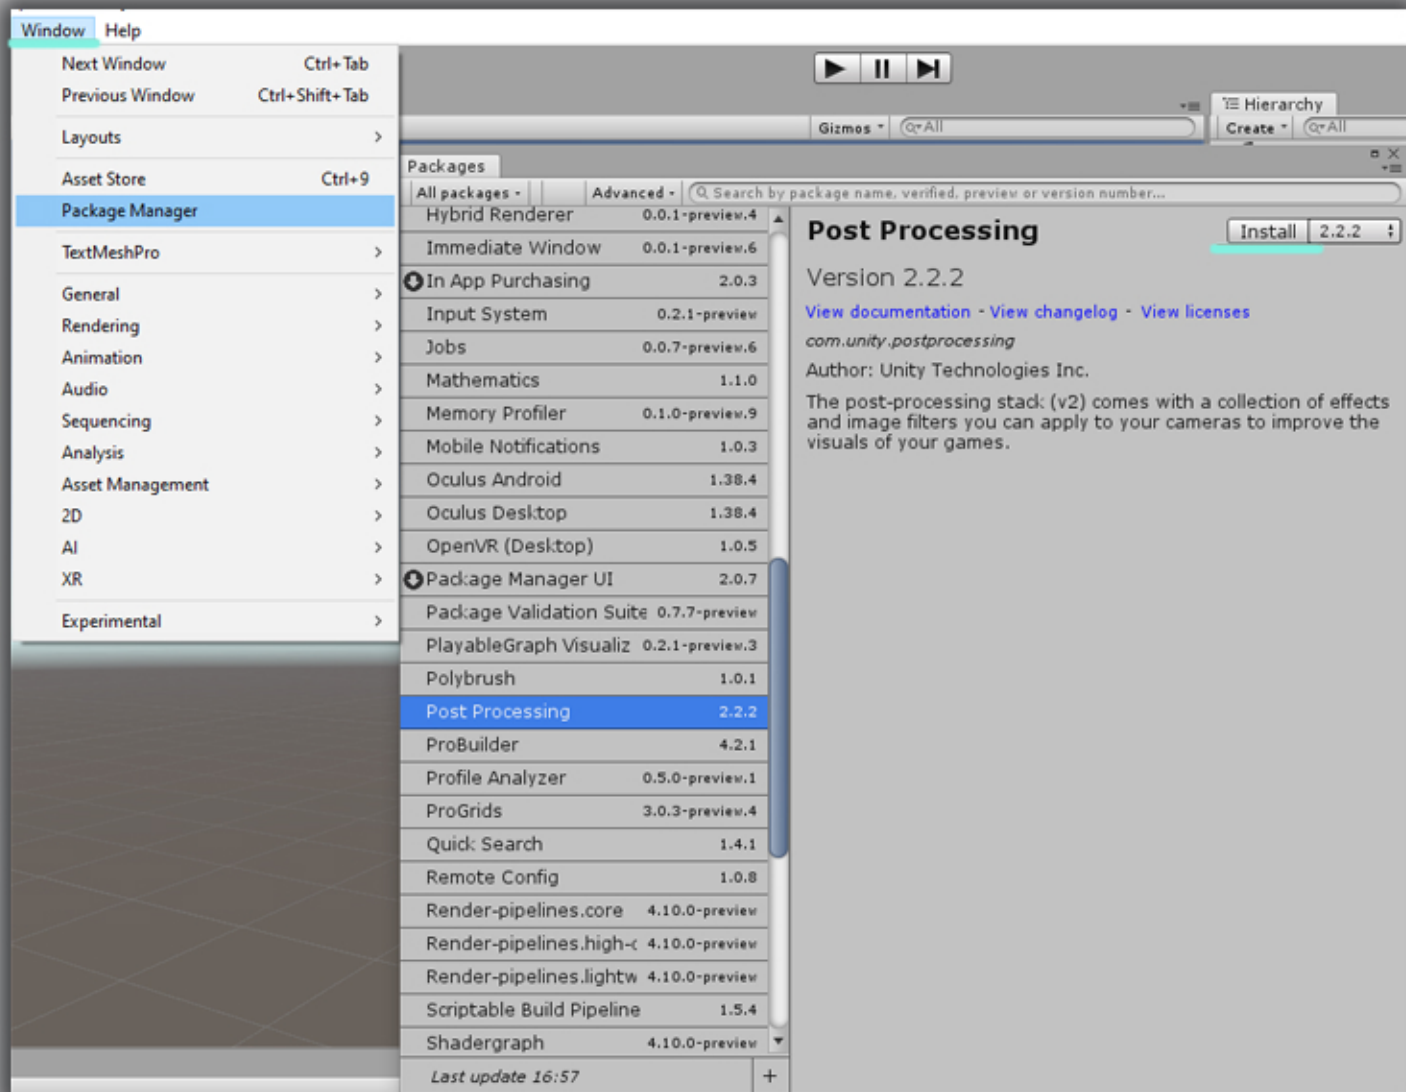 Window Help
Next Window Ctrl+Tab
Previous Window Ctrl+Shift+Tab
Layouts
Asset Store Ctrl+9
Package Manager
TextMeshPro
General
Rendering
Animation
Audio
Sequencing
Analysis
Asset Management
2D
AI
XR
Experimental
Hierarchy
Gizmos All
Create All
Packages
All packages Advanced Search by package name, verified, preview or version number...
Hybrid Renderer 0.0.1-preview.4
Immediate Window 0.0.1-preview.6
In App Purchasing 2.0.3
Input System 0.2.1-preview
Jobs 0.0.7-preview.6
Mathematics 1.1.0
Memory Profiler 0.1.0-preview.9
Mobile Notifications 1.0.3
Oculus Android 1.38.4
Oculus Desktop 1.38.4
OpenVR (Desktop) 1.0.5
Package Manager UI 2.0.7
Package Validation Suite 0.7.7-preview
PlayableGraph Visualiz 0.2.1-preview.3
Polybrush 1.0.1
Post Processing 2.2.2
ProBuilder 4.2.1
Profile Analyzer 0.5.0-preview.1
ProGrids 3.0.3-preview.4
Quick Search 1.4.1
Remote Config 1.0.8
Render-pipelines.core 4.10.0-preview
Render-pipelines.high- 4.10.0-preview
Render-pipelines.lightw 4.10.0-preview
Scriptable Build Pipeline 1.5.4
Shadergraph 4.10.0-preview
Last update 16:57 +
Post Processing Install 2.2.2
Version 2.2.2
View documentation - View changelog - View licenses
com.unity.postprocessing
Author: Unity Technologies Inc.
The post-processing stack (v2) comes with a collection of effects
and image filters you can apply to your cameras to improve the
visuals of your games.